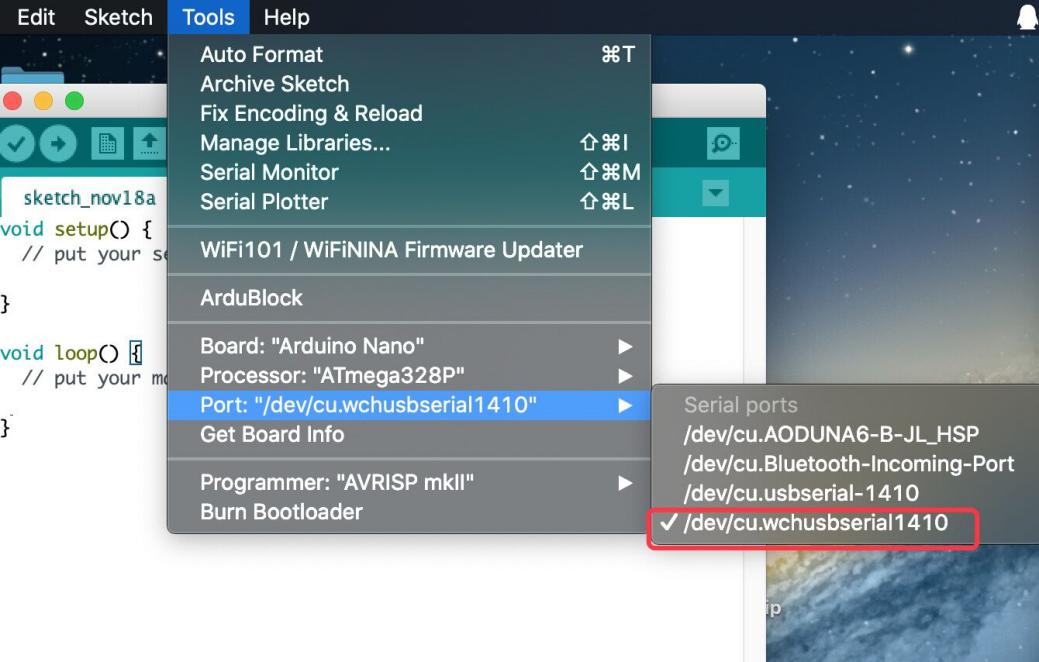 Edit Sketch Tools Help
Auto Format ⌘T
Archive Sketch
Fix Encoding & Reload
Manage Libraries... ⇧⌘I
Serial Monitor ⇧⌘M
Serial Plotter ⇧⌘L
WiFi101 / WiFiNINA Firmware Updater
ArduBlock
Board: "Arduino Nano"
Processor: "ATmega328P"
Port: "/dev/cu.wchusbserial1410"
Get Board Info
Programmer: "AVRISP mkII"
Burn Bootloader
Serial ports
/dev/cu.AODUNA6-B-JL_HSP
/dev/cu.Bluetooth-Incoming-Port
/dev/cu.usbserial-1410
✓ /dev/cu.wchusbserial1410
sketch_nov18a
void setup() {
// put your se
}
void loop() {
// put your mo
}
ip